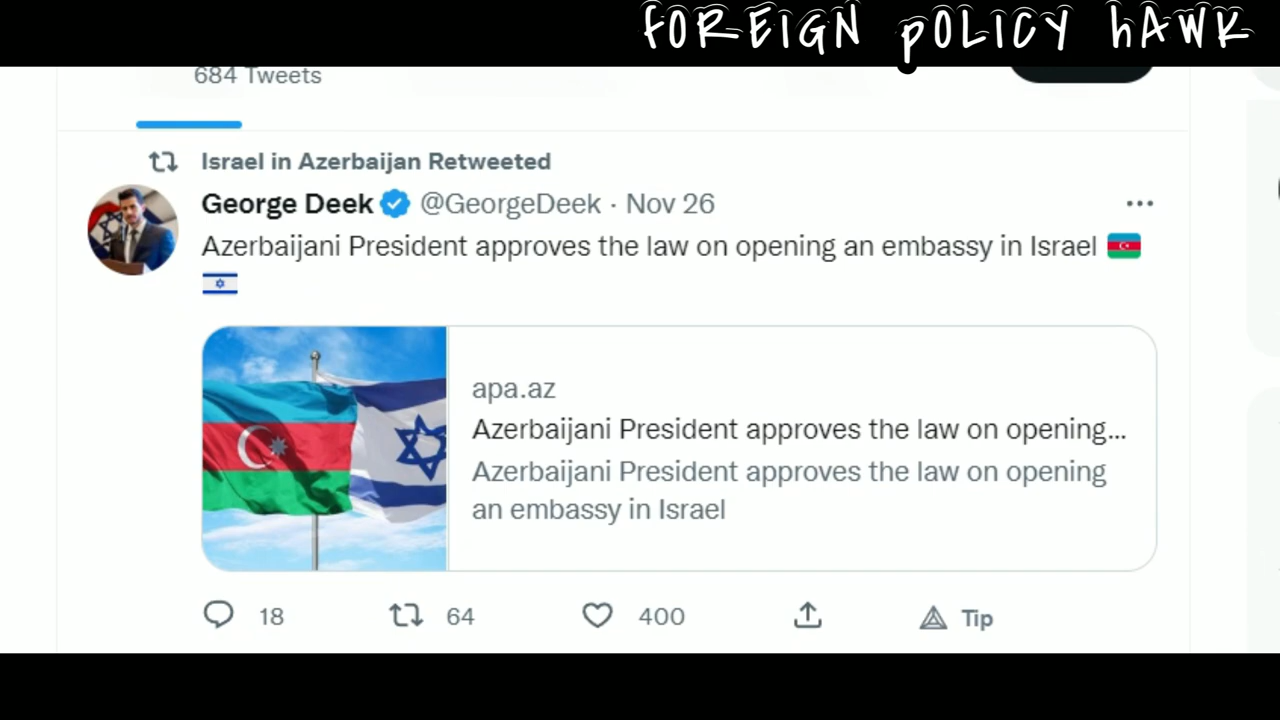 FOREIGN POLICY HAWK
684 Tweets
Israel in Azerbaijan Retweeted
George Deek @GeorgeDeek · Nov 26
Azerbaijani President approves the law on opening an embassy in Israel
apa.az
Azerbaijani President approves the law on opening...
Azerbaijani President approves the law on opening
an embassy in Israel
18 64 400 Tip